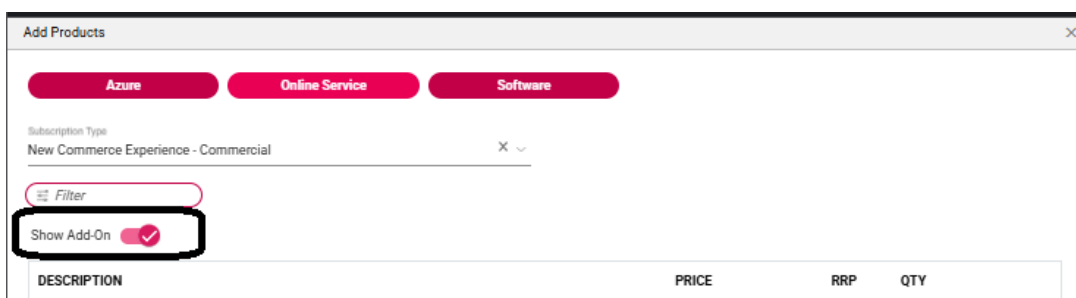 Add Products
Azure Online Service Software
Subscription Type
New Commerce Experience - Commercial
Filter
Show Add-On
DESCRIPTION PRICE RRP QTY